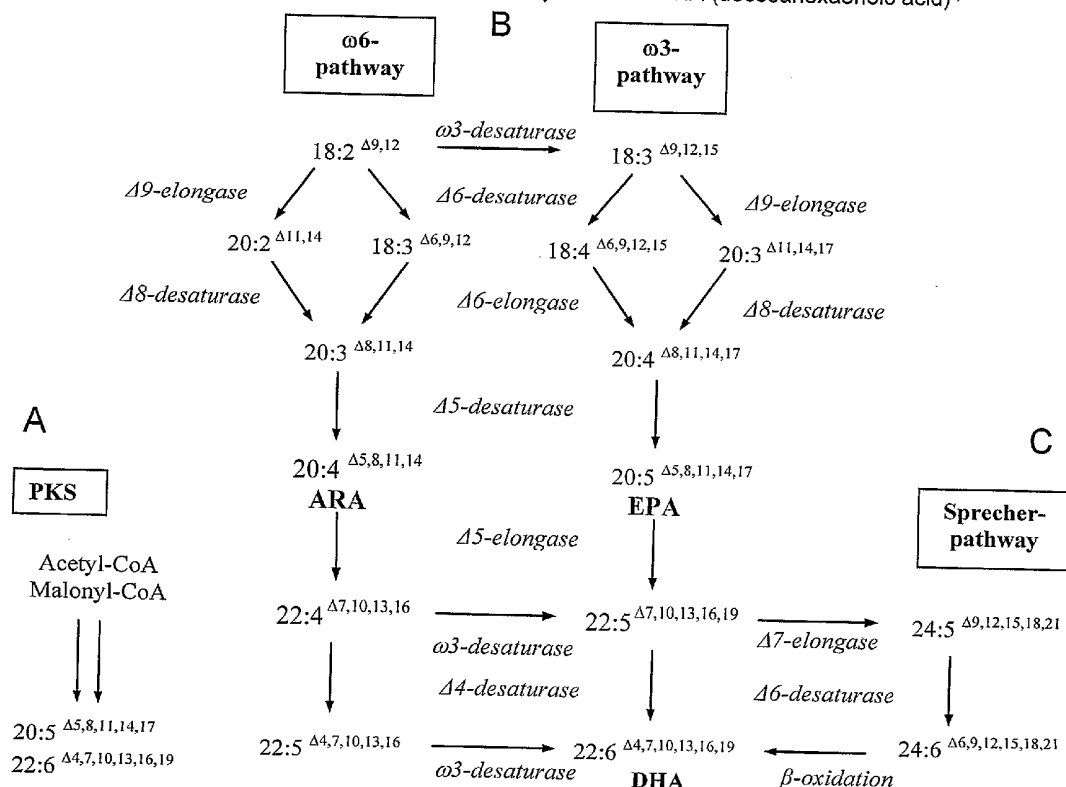 (docosahexaenoic acid)
B
ω6-
pathway
ω3-
pathway
18:2 Δ9,12
ω3-desaturase
18:3 Δ9,12,15
Δ9-elongase
Δ6-desaturase
Δ9-elongase
20:2 Δ11,14
18:3 Δ6,9,12
18:4 Δ6,9,12,15
20:3 Δ11,14,17
Δ8-desaturase
Δ6-elongase
Δ8-desaturase
20:3 Δ8,11,14
20:4 Δ8,11,14,17
Δ5-desaturase
A
C
PKS
20:4 Δ5,8,11,14
ARA
20:5 Δ5,8,11,14,17
EPA
Sprecher-
pathway
Acetyl-CoA
Malonyl-CoA
Δ5-elongase
22:4 Δ7,10,13,16
ω3-desaturase
22:5 Δ7,10,13,16,19
Δ7-elongase
24:5 Δ9,12,15,18,21
Δ4-desaturase
Δ6-desaturase
20:5 Δ5,8,11,14,17
22:6 Δ4,7,10,13,16,19
22:5 Δ4,7,10,13,16
ω3-desaturase
22:6 Δ4,7,10,13,16,19
DHA
β-oxidation
24:6 Δ6,9,12,15,18,21